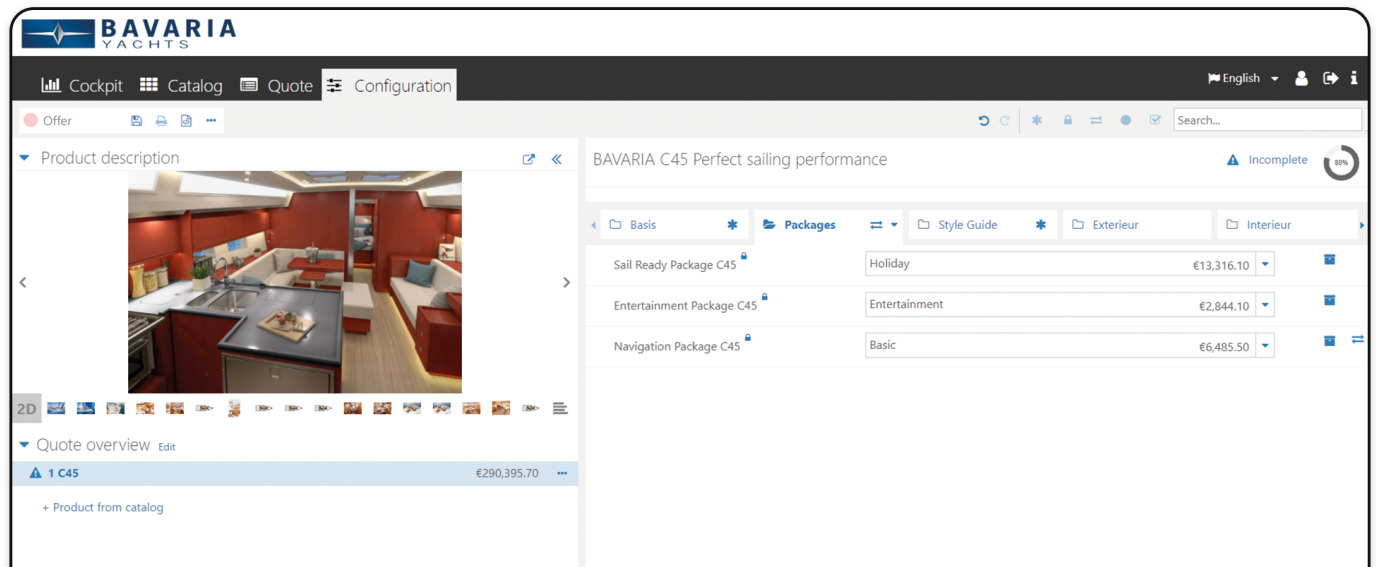 BAVARIA
YACHTS
Cockpit Catalog Quote Configuration English
Offer Search...
Product description
BAVARIA C45 Perfect sailing performance Incomplete 80%
Basis Packages Style Guide Exterieur Interieur
Sail Ready Package C45 Holiday €13,316.10
Entertainment Package C45 Entertainment €2,844.10
Navigation Package C45 Basic €6,485.50
2D
Quote overview Edit
1 C45 €290,395.70
+ Product from catalog